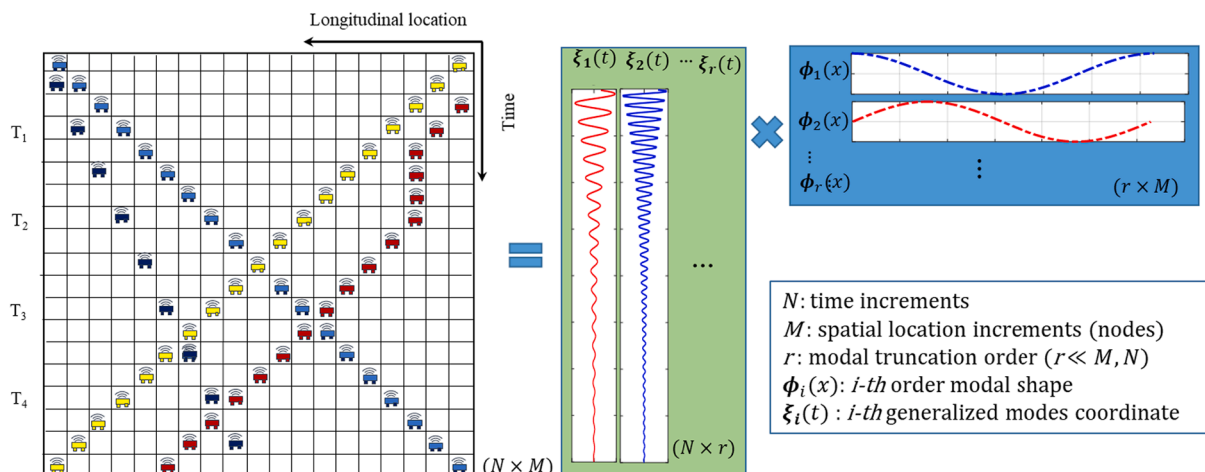 Longitudinal location
Time
T₁
T₂
T₃
T₄
(N × M)
ξ₁(t) ξ₂(t) ... ξᵣ(t)
...
(N × r)
ϕ₁(x)
ϕ₂(x)
⋮
ϕᵣ(x)
⋮
(r × M)
N: time increments
M: spatial location increments (nodes)
r: modal truncation order (r≪ M, N)
ϕᵢ(x): i-th order modal shape
ξᵢ(t) : i-th generalized modes coordinate